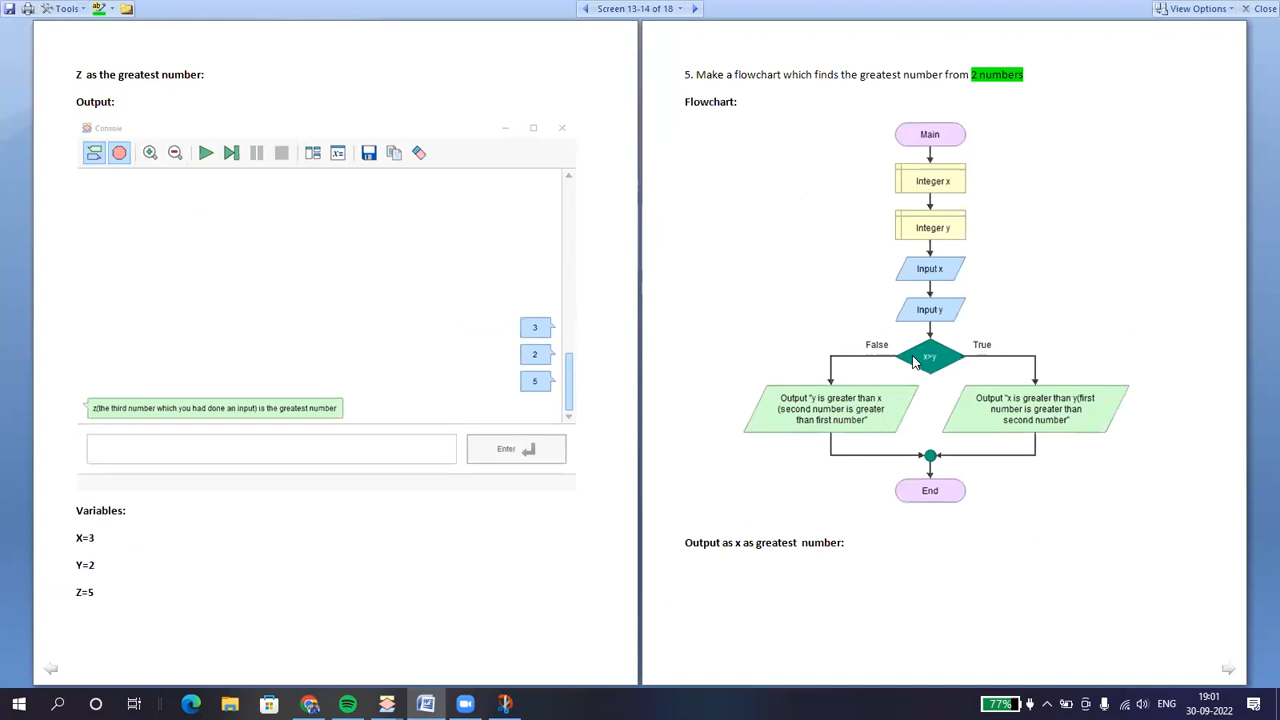 Tools
Screen 13-14 of 18
View Options
Close
Z as the greatest number:
Output:
Console
3
2
5
z(the third number which you had done an input) is the greatest number
Enter
Variables:
X=3
Y=2
Z=5
5. Make a flowchart which finds the greatest number from 2 numbers
Flowchart:
Main
Integer x
Integer y
Input x
Input y
False
True
x>y
Output "y is greater than x
(second number is greater
than first number"
Output "x is greater than y(first
number is greater than
second number"
End
Output as x as greatest number:
77%
ENG
19:01
30-09-2022